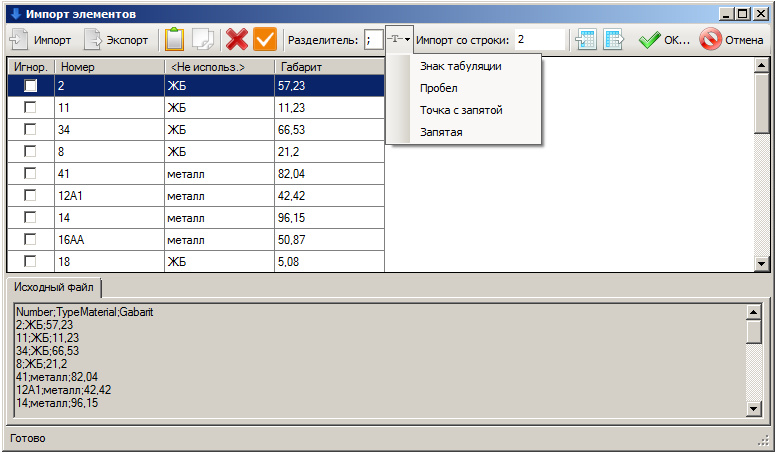 Импорт элементов
Импорт Экспорт Разделитель: ; -T- Импорт со строки: 2 OK... Отмена
Знак табуляции
Пробел
Точка с запятой
Запятая
Игнор. Номер <Не использ.> Габарит
2 ЖБ 57,23
11 ЖБ 11,23
34 ЖБ 66,53
8 ЖБ 21,2
41 металл 82,04
12А1 металл 42,42
14 металл 96,15
16АА металл 50,87
18 ЖБ 5,08
Исходный файл
Number;TypeMaterial;Gabarit
2;ЖБ;57,23
11;ЖБ;11,23
34;ЖБ;66,53
8;ЖБ;21,2
41;металл;82,04
12А1;металл;42,42
14;металл;96,15
Готово